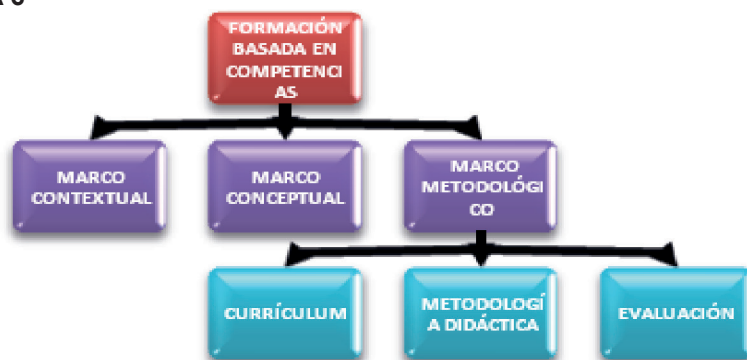 FORMACIÓN
BASADA EN
COMPETENCI
AS
MARCO
CONTEXTUAL
MARCO
CONCEPTUAL
MARCO
METODOLÓGI
CO
CURRÍCULUM
METODOLOGÍ
A DIDÁCTICA
EVALUACIÓN